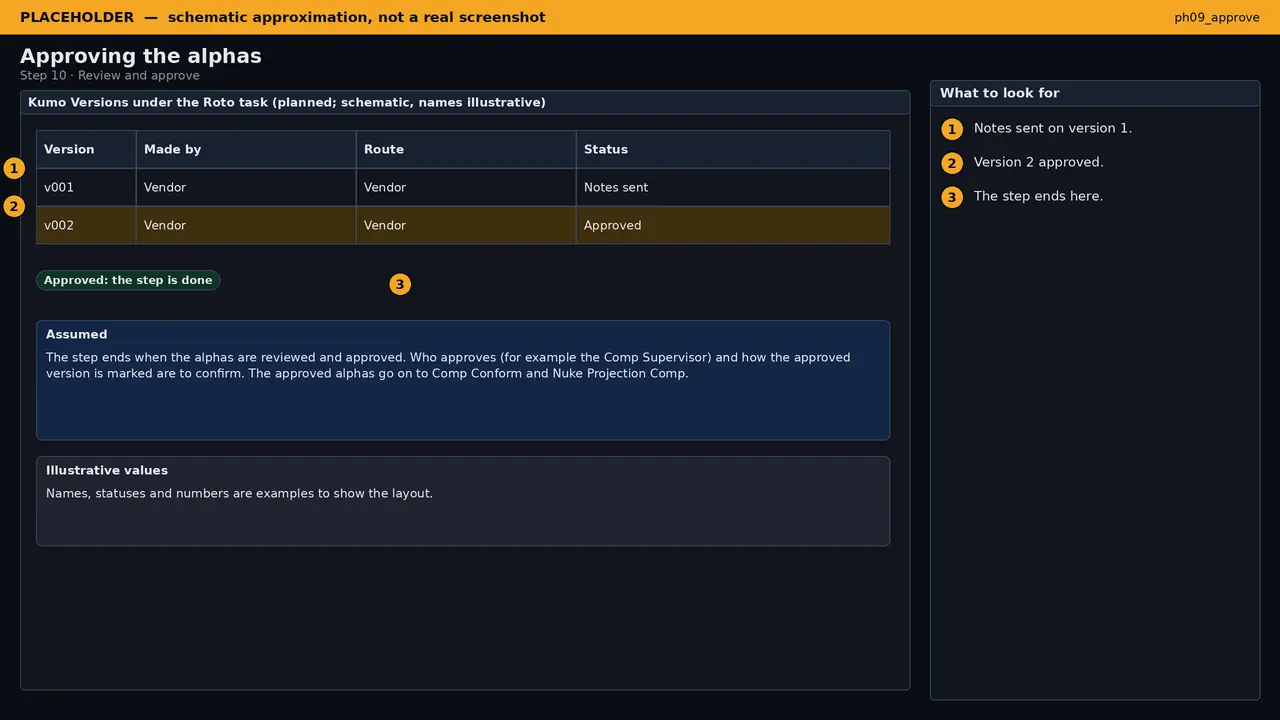 PLACEHOLDER — schematic approximation, not a real screenshot
ph09_approve
Approving the alphas
Step 10 · Review and approve
Kumo Versions under the Roto task (planned; schematic, names illustrative)
Version Made by Route Status
1
v001 Vendor Vendor Notes sent
2
v002 Vendor Vendor Approved
Approved: the step is done
3
Assumed
The step ends when the alphas are reviewed and approved. Who approves (for example the Comp Supervisor) and how the approved
version is marked are to confirm. The approved alphas go on to Comp Conform and Nuke Projection Comp.
Illustrative values
Names, statuses and numbers are examples to show the layout.
What to look for
1 Notes sent on version 1.
2 Version 2 approved.
3 The step ends here.